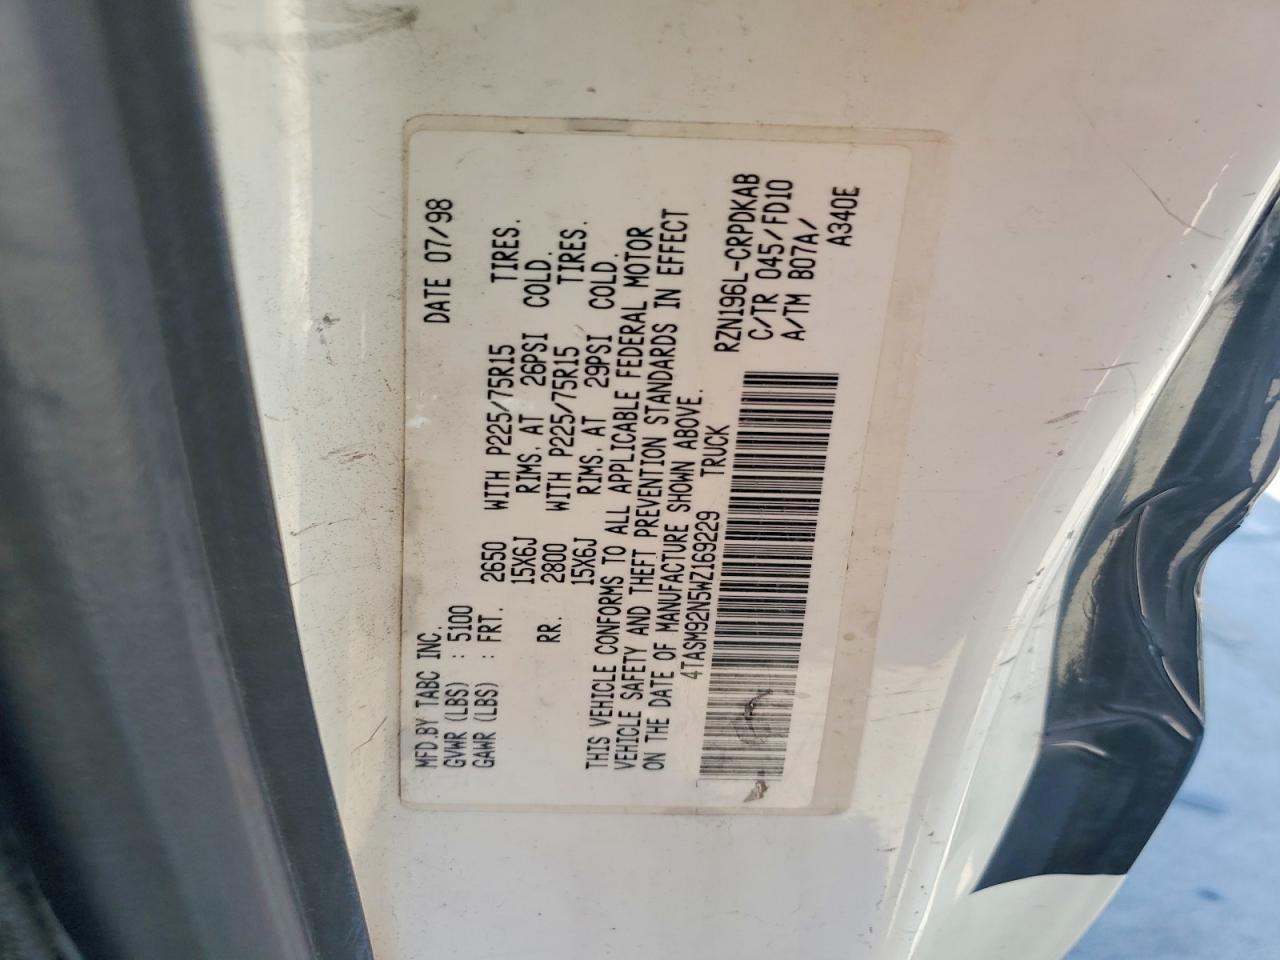 DATE 07/98
MFD.BY TABC INC.
GVWR(LBS) : 5100
GAWR(LBS) : FRT. 2650 WITH P225/75R15 TIRES.
15X6J RIMS, AT 26PSI COLD.
RR. 2800 WITH P225/75R15 TIRES.
15X6J RIMS, AT 29PSI COLD.
THIS VEHICLE CONFORMS TO ALL APPLICABLE FEDERAL MOTOR
VEHICLE SAFETY AND THEFT PREVENTION STANDARDS IN EFFECT
ON THE DATE OF MANUFACTURE SHOWN ABOVE.
4TASM92N5WZ169229 TRUCK
RZN196L-CRPDKAB
C/TR 045/FD10
A/TM B07A/
A340E